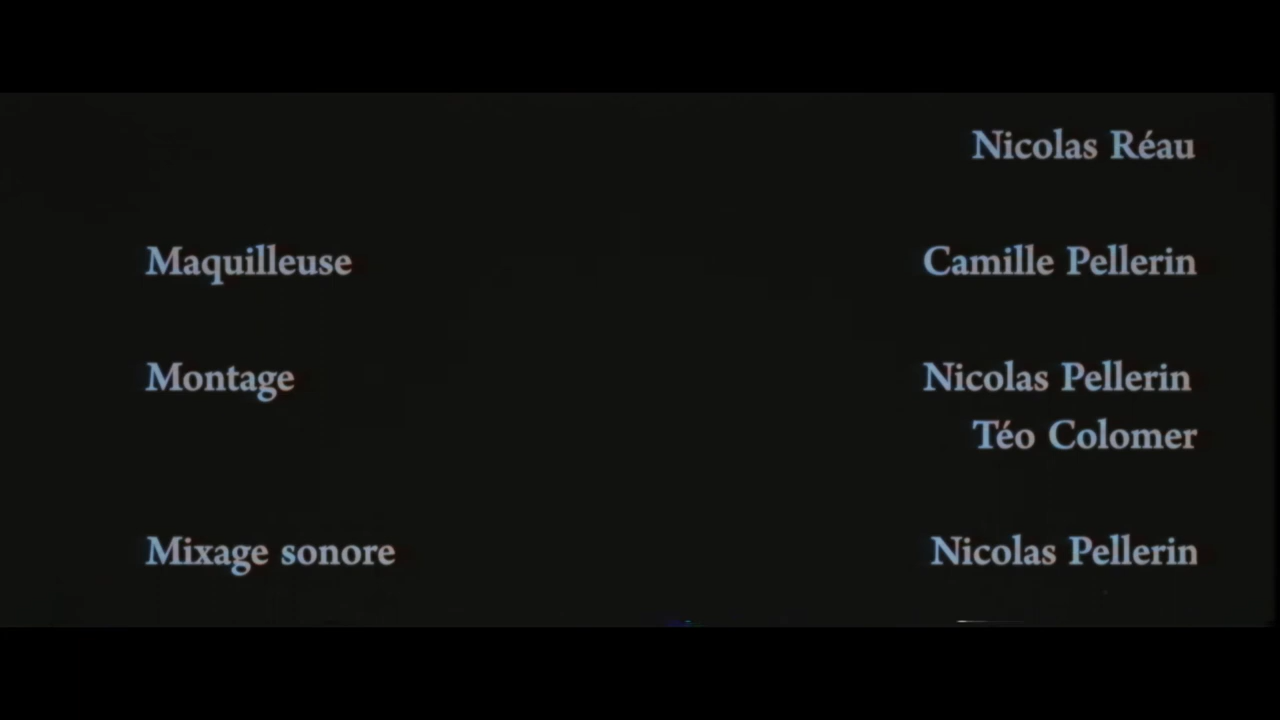 Nicolas Réau
Maquilleuse Camille Pellerin
Montage Nicolas Pellerin
Téo Colomer
Mixage sonore Nicolas Pellerin